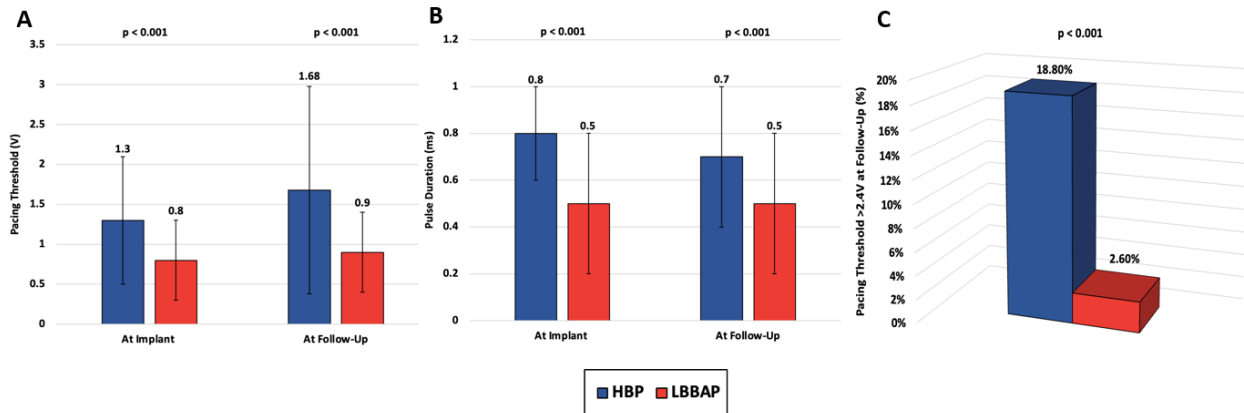 A
p < 0.001
p < 0.001
Pacing Threshold (V)
3.5
3
2.5
2
1.5
1
0.5
0
1.3
0.8
1.68
0.9
At Implant
At Follow-Up
B
p < 0.001
p < 0.001
Pulse Duration (ms)
1.2
1
0.8
0.6
0.4
0.2
0
0.8
0.5
0.7
0.5
At Implant
At Follow-Up
C
p < 0.001
Pacing Threshold >2.4V at Follow-Up (%)
20%
18%
16%
14%
12%
10%
8%
6%
4%
2%
0%
18.80%
2.60%
HBP LBBAP